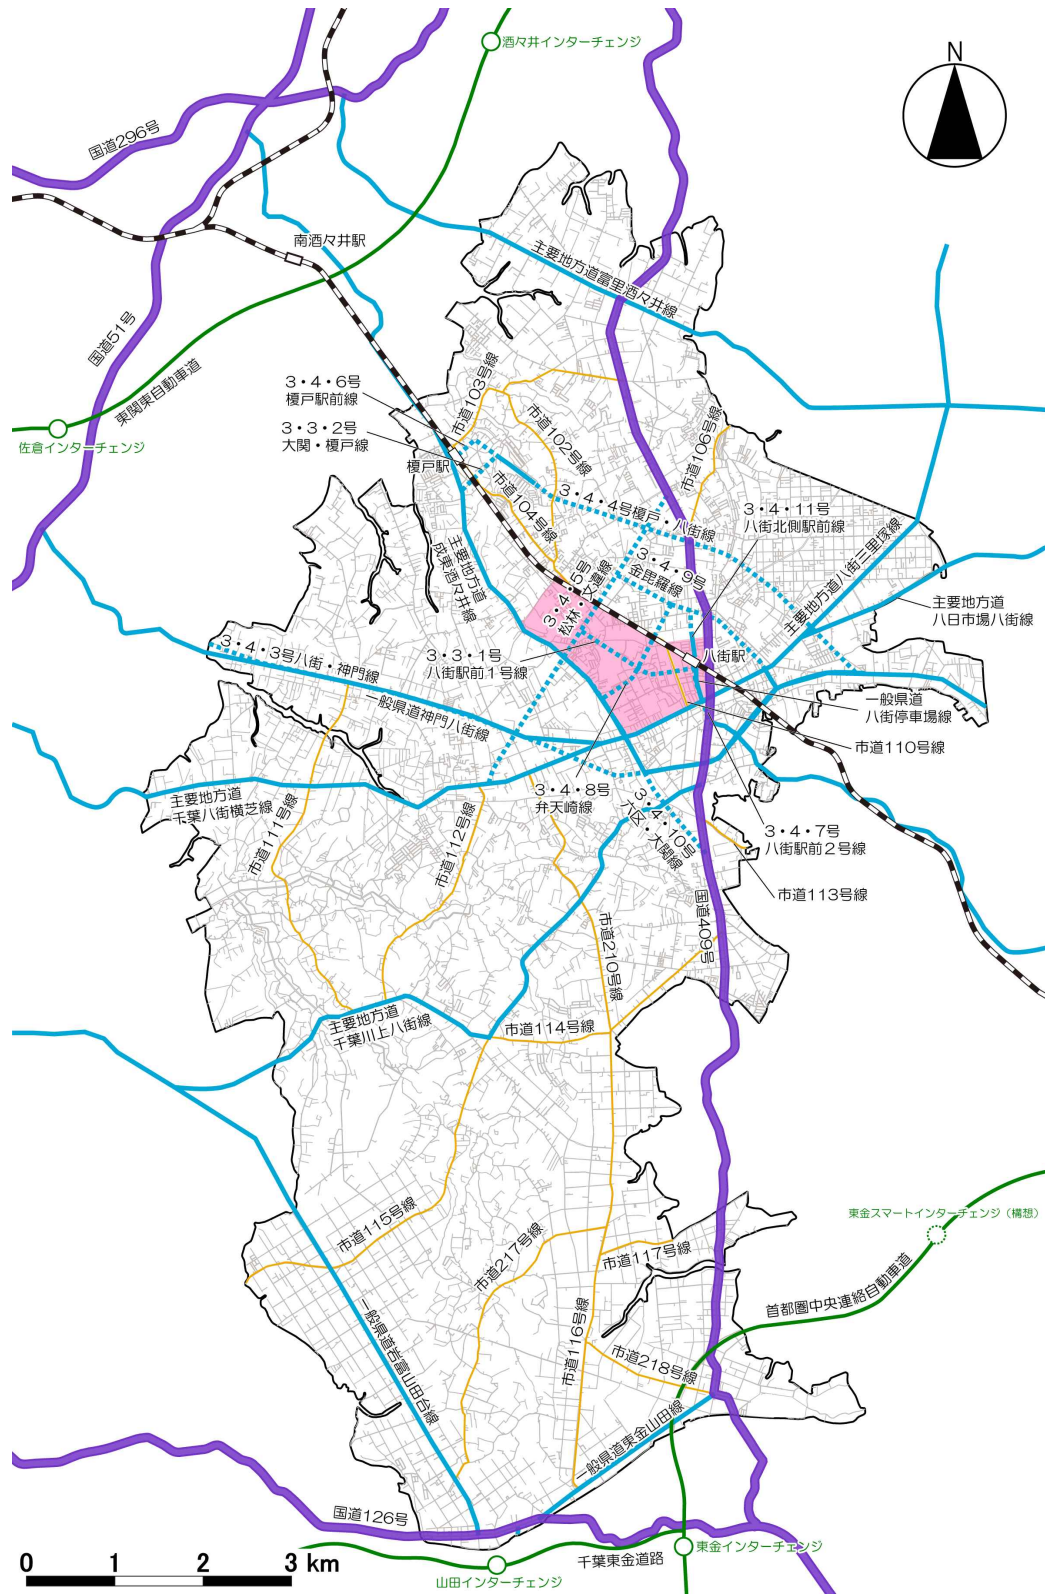 酒々井インターチェンジ
N
国道296号
南酒々井駅
主要地方道富里酒々井線
国道51号
東関東自動車道
佐倉インターチェンジ
3・4・6号
榎戸駅前線
3・3・2号
大関・榎戸線
榎戸駅
市道103号線
市道102号線
市道106号線
市道104号線
3・4・4号榎戸・八街線
3・4・11号
八街北側駅前線
主要地方道
成東酒々井線
3・4・5号
松林・文違線
3・4・9号
金毘羅線
主要地方道八街三里塚線
主要地方道
八日市場八街線
3・4・3号八街・神門線
3・3・1号
八街駅前1号線
八街駅
一般県道神門八街線
一般県道
八街停車場線
市道110号線
主要地方道
千葉八街横芝線
3・4・8号
弁天崎線
3・4・10号
六区・大関線
3・4・7号
八街駅前2号線
市道111号線
市道112号線
市道113号線
国道409号
市道210号線
主要地方道
千葉川上八街線
市道114号線
市道115号線
市道217号線
市道117号線
東金スマートインターチェンジ（構想）
首都圏中央連絡自動車道
一般県道岩富山田台線
市道116号線
市道218号線
一般県道東金山田線
国道126号
千葉東金道路
東金インターチェンジ
山田インターチェンジ
0 1 2 3 km